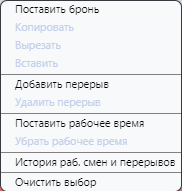 Поставить бронь
Копировать
Вырезать
Вставить
Добавить перерыв
Удалить перерыв
Поставить рабочее время
Убрать рабочее время
История раб. смен и перерывов
Очистить выбор